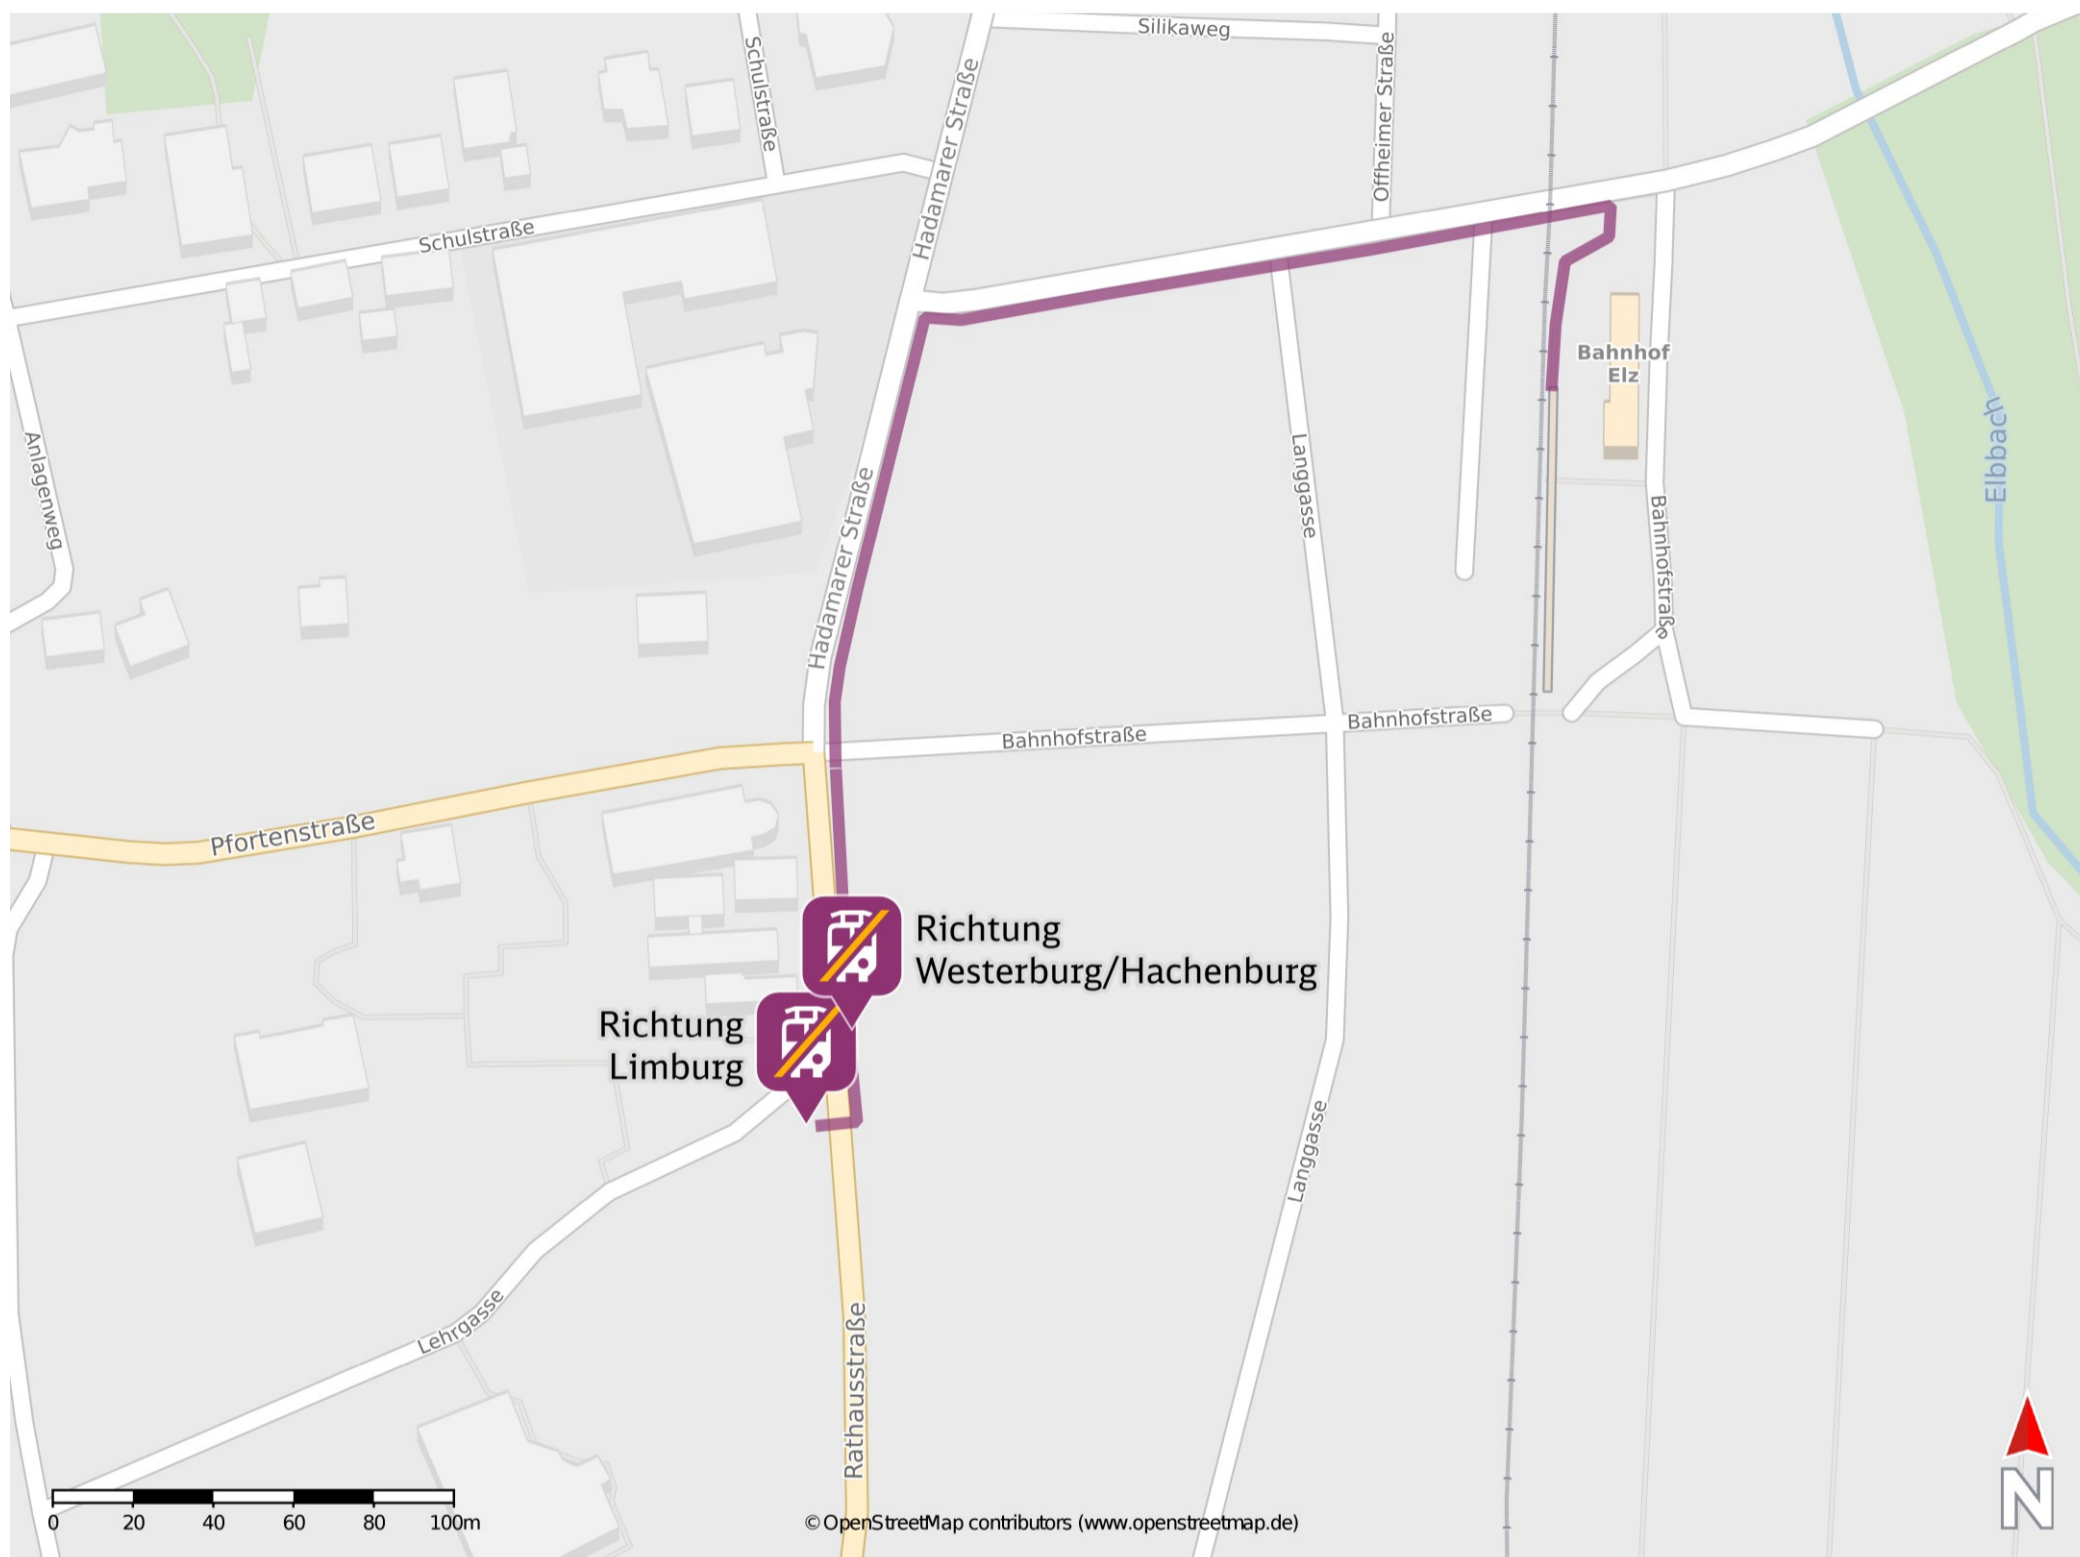 Silikaweg
Schulstraße
Hadamarer Straße
Offheimer Straße
Schulstraße
Bahnhof
Elz
Anlagenweg
Hadamarer Straße
Langgasse
Elbbach
Bahnhofstraße
Bahnhofstraße
Bahnhofstraße
Pfortenstraße
Richtung
Westerburg/Hachenburg
Richtung
Limburg
Langgasse
Lehrgasse
Rathausstraße
0 20 40 60 80 100m
© OpenStreetMap contributors (www.openstreetmap.de)
N